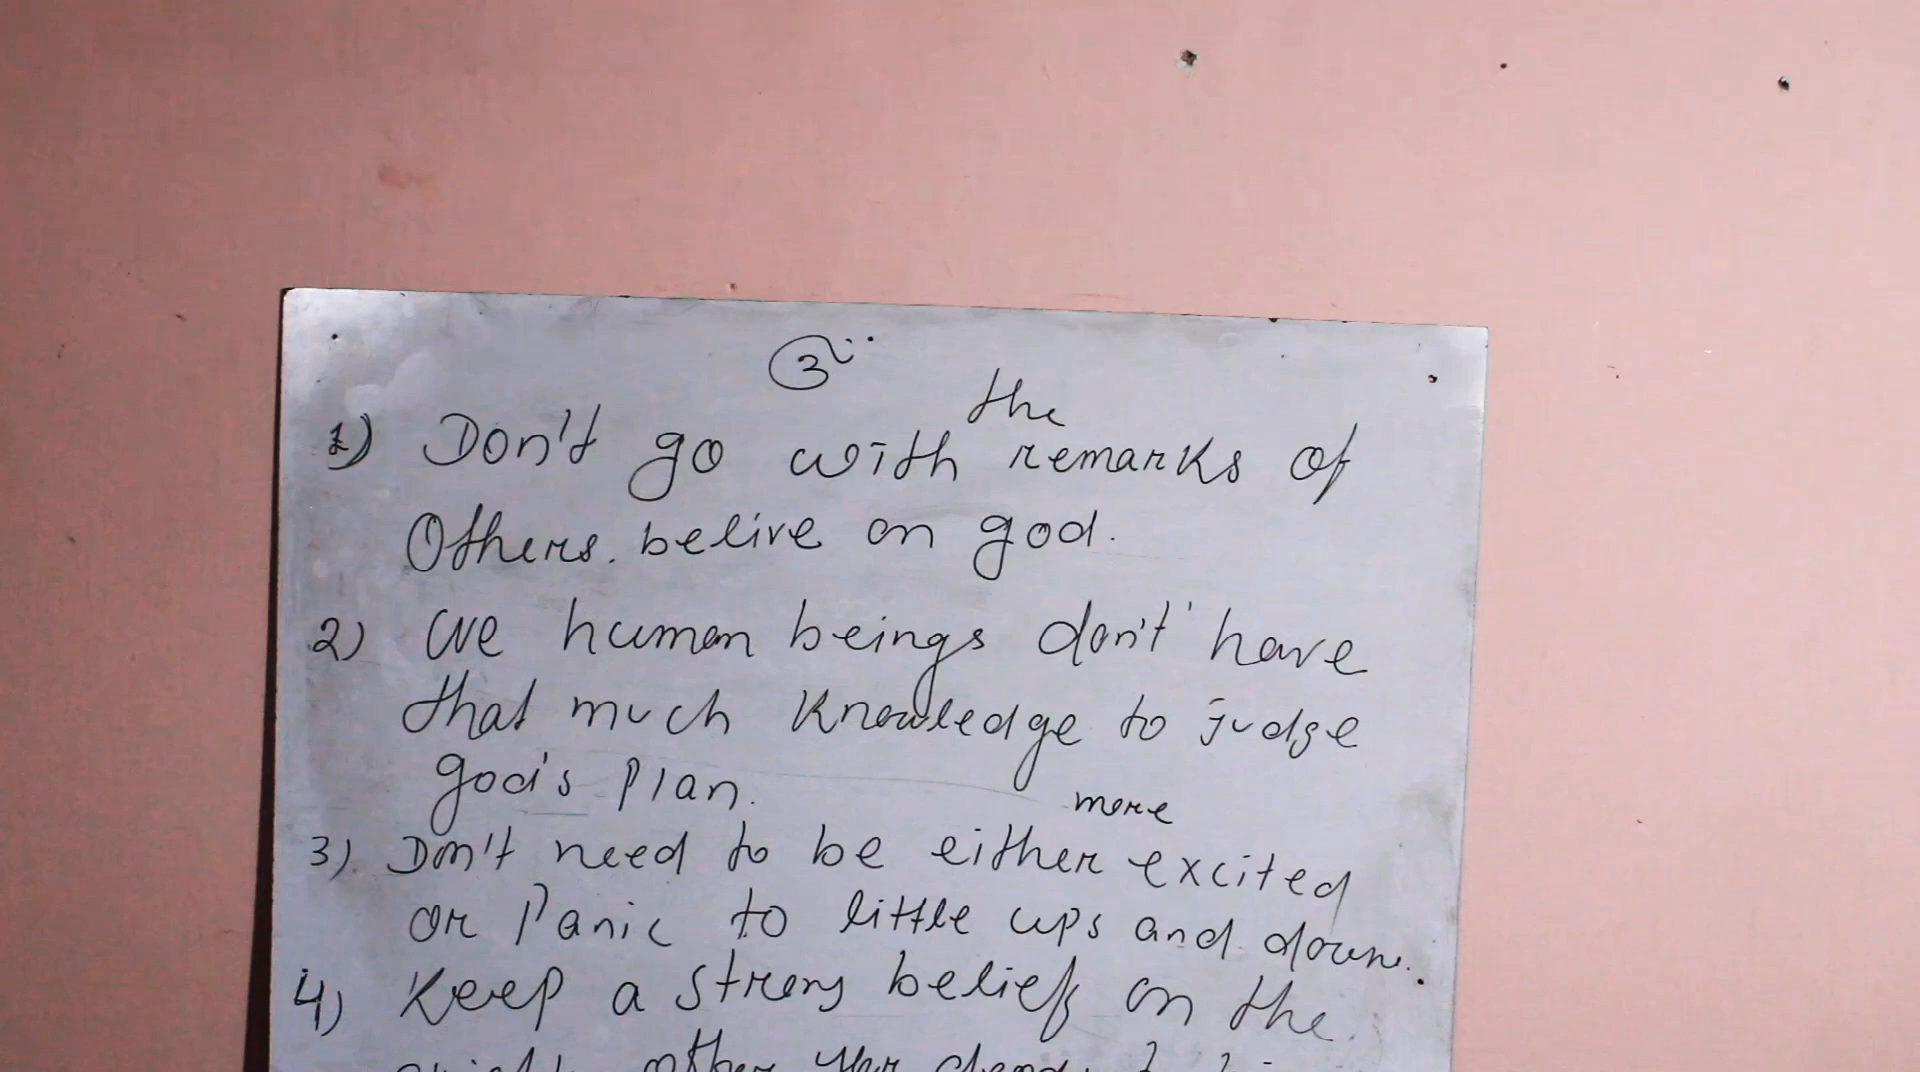 3
1) Don't go with the remarks of
Others. belive on god.
2) We human beings don't have
that much knowledge to judge
god's plan.
3) Don't need to be either more excited
or Panic to little ups and down.
4) Keep a strong belief on the